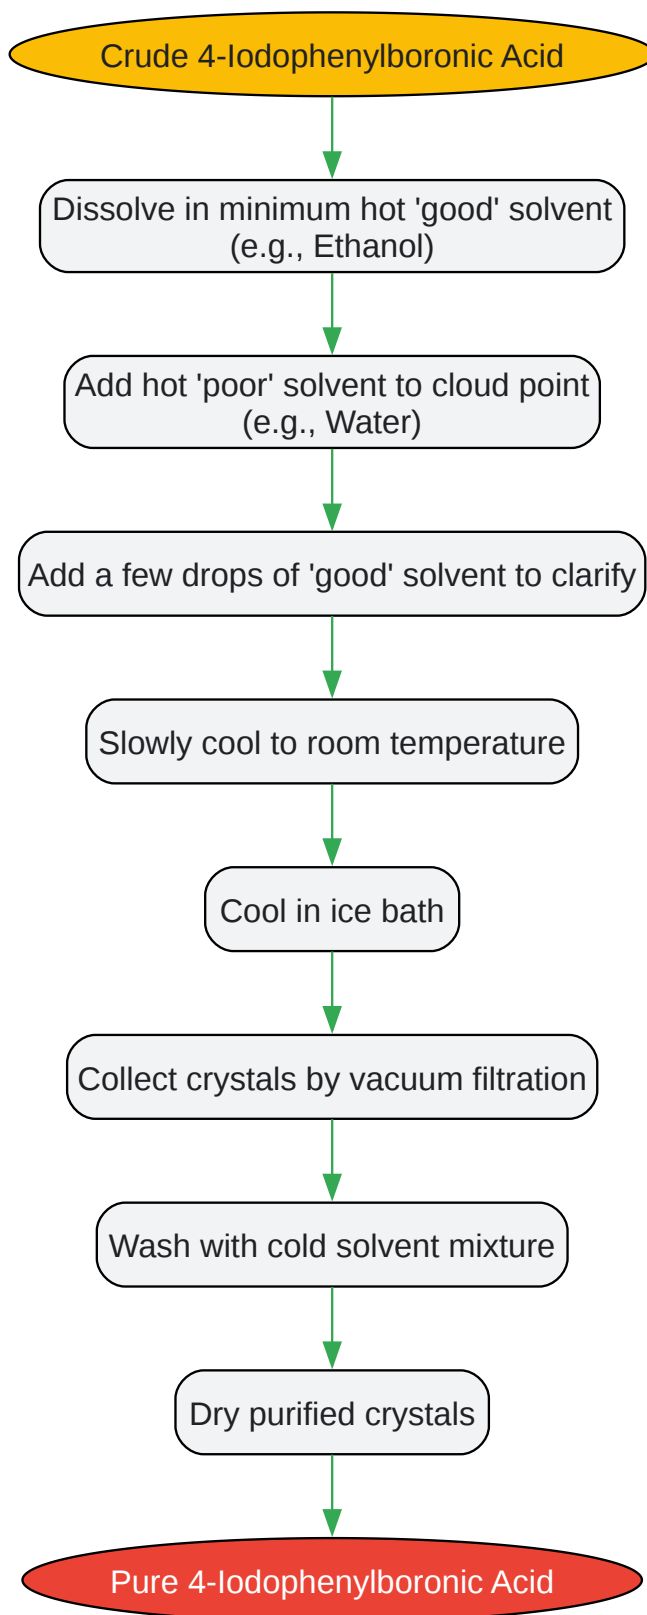 Crude 4-Iodophenylboronic Acid
Dissolve in minimum hot 'good' solvent
(e.g., Ethanol)
Add hot 'poor' solvent to cloud point
(e.g., Water)
Add a few drops of 'good' solvent to clarify
Slowly cool to room temperature
Cool in ice bath
Collect crystals by vacuum filtration
Wash with cold solvent mixture
Dry purified crystals
Pure 4-Iodophenylboronic Acid